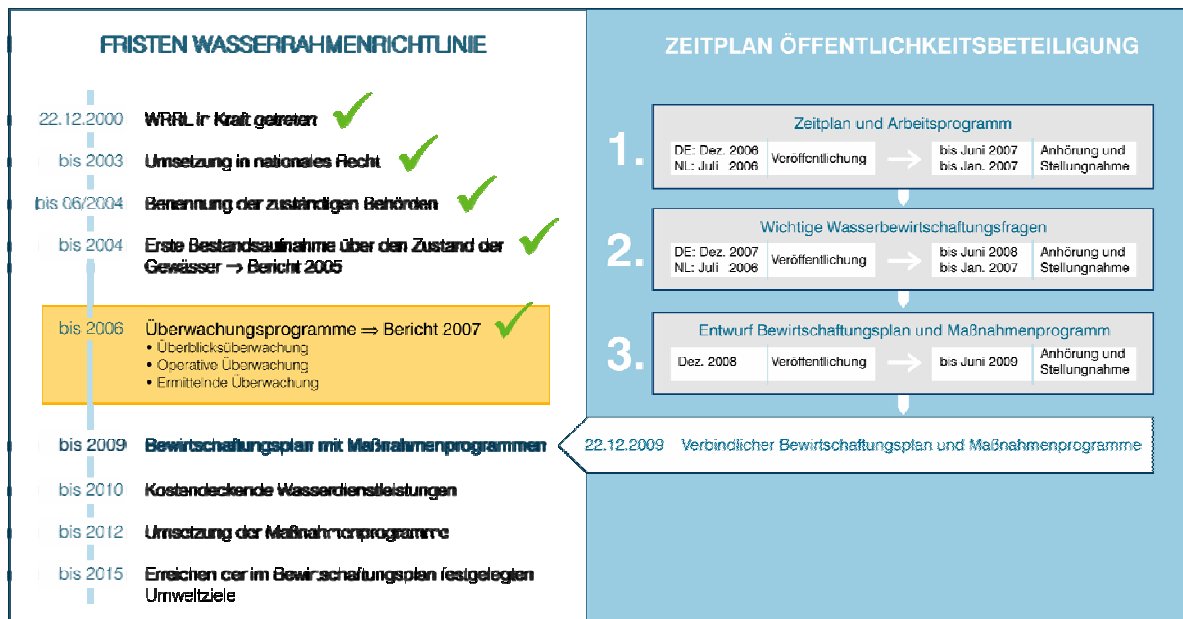 FRISTEN WASSERRAHMENRICHTLINIE
22.12.2000 WRRL in Kraft getreten
bis 2003 Umsetzung in nationales Recht
bis 06/2004 Benennung der zuständigen Behörden
bis 2004 Erste Bestandsaufnahme über den Zustand der
Gewässer → Bericht 2005
bis 2006 Überwachungsprogramme ⇒ Bericht 2007
• Überblicksüberwachung
• Operative Überwachung
• Ermittelnde Überwachung
bis 2009 Bewirtschaftungsplan mit Maßnahmenprogrammen
bis 2010 Kostendeckende Wasserdienstleistungen
bis 2012 Umsetzung der Maßnahmenprogramme
bis 2015 Erreichen der im Bewirtschaftungsplan festgelegten
Umweltziele
ZEITPLAN ÖFFENTLICHKEITSBETEILIGUNG
1.
Zeitplan und Arbeitsprogramm
DE: Dez. 2006
NL: Juli 2006
Veröffentlichung
→
bis Juni 2007
bis Jan. 2007
Anhörung und
Stellungnahme
2.
Wichtige Wasserbewirtschaftungsfragen
DE: Dez. 2007
NL: Juli 2006
Veröffentlichung
→
bis Juni 2008
bis Jan. 2007
Anhörung und
Stellungnahme
3.
Entwurf Bewirtschaftungsplan und Maßnahmenprogramm
Dez. 2008
Veröffentlichung
→
bis Juni 2009
Anhörung und
Stellungnahme
22.12.2009 Verbindlicher Bewirtschaftungsplan und Maßnahmenprogramme